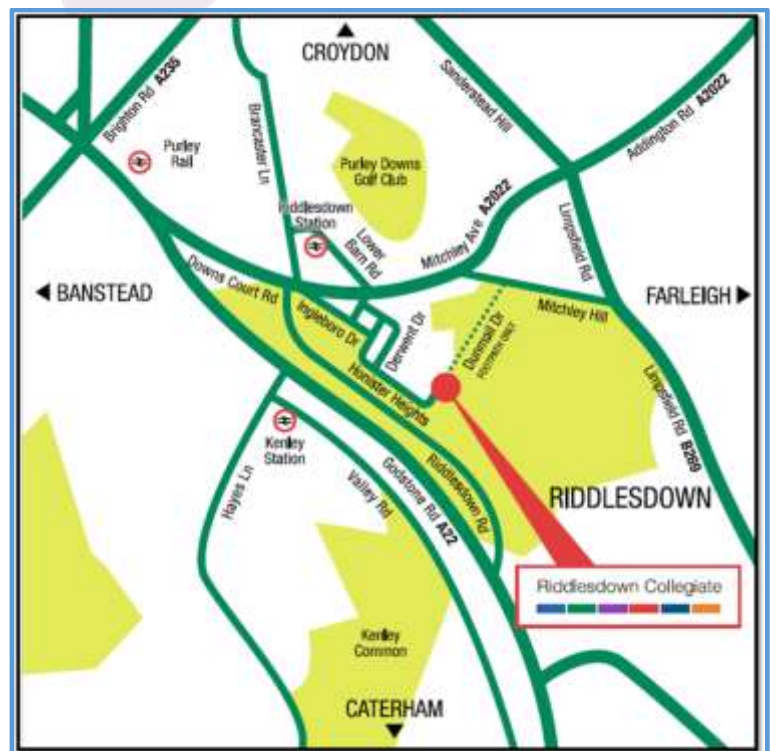 ▲
CROYDON
Brighton Rd A235
Brancaster Ln
Sanderstead Hill
Addington Rd A2022
Purley
Rail
Purley Downs
Golf Club
Riddlesdown
Station
Lower
Barn Rd
Mitchley Ave A2022
Limpsfield Rd
◀ BANSTEAD
Downs Court Rd
Ingleboro Dr
Derwent Dr
Dunmail Dr
FOOTPATH ONLY
Mitchley Hill
FARLEIGH ▶
Honister Heights
Limpsfield Rd B269
Kenley
Station
Hayes Ln
Valley Rd
Godstone Rd A22
Riddlesdown Rd
RIDDLESDOWN
Riddlesdown Collegiate
Kenley
Common
CATERHAM
▼